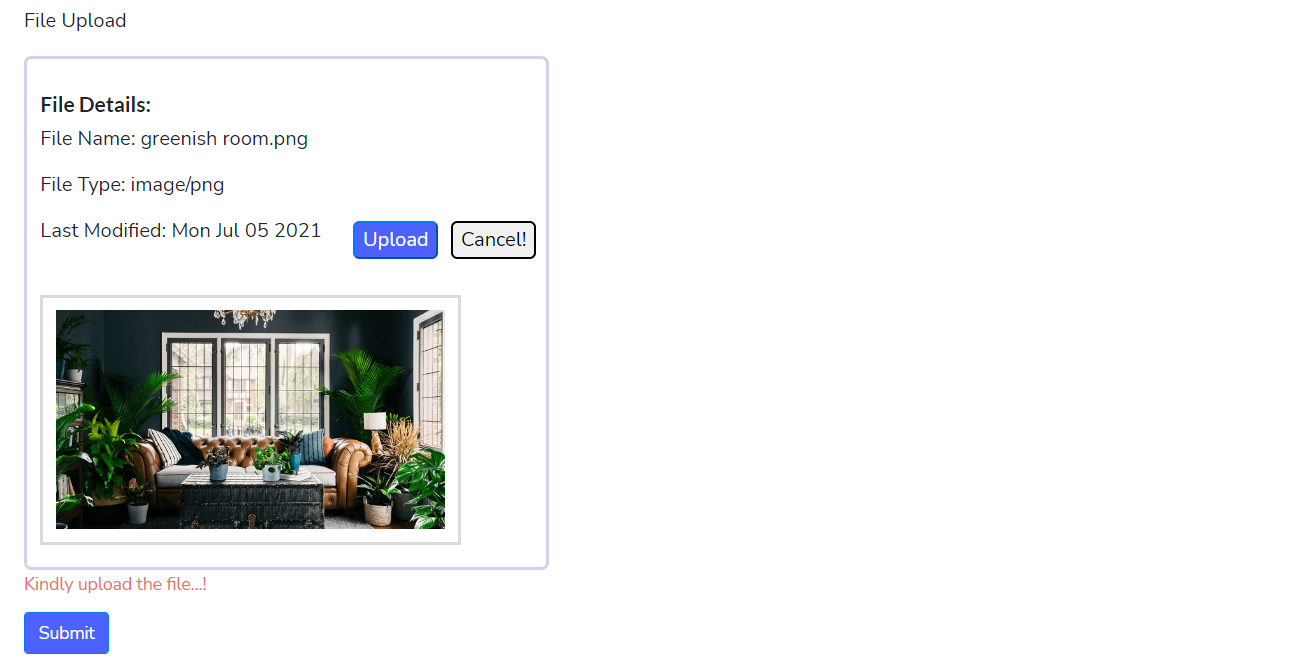 File Upload
File Details:
File Name: greenish room.png
File Type: image/png
Last Modified: Mon Jul 05 2021
Upload
Cancel!
Kindly upload the file...!
Submit